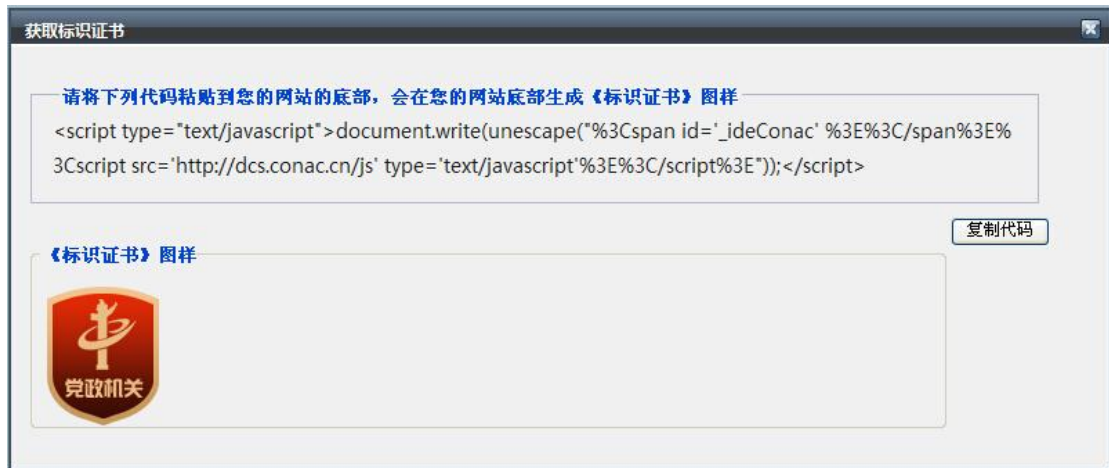 获取标识证书
请将下列代码粘贴到您的网站的底部，会在您的网站底部生成《标识证书》图样
<script type="text/javascript">document.write(unescape("%3Cspan id='_ideConac' %3E%3C/span%3E%
3Cscript src='http://dcs.conac.cn/js' type='text/javascript'%3E%3C/script%3E"));</script>
复制代码
《标识证书》图样
党政机关